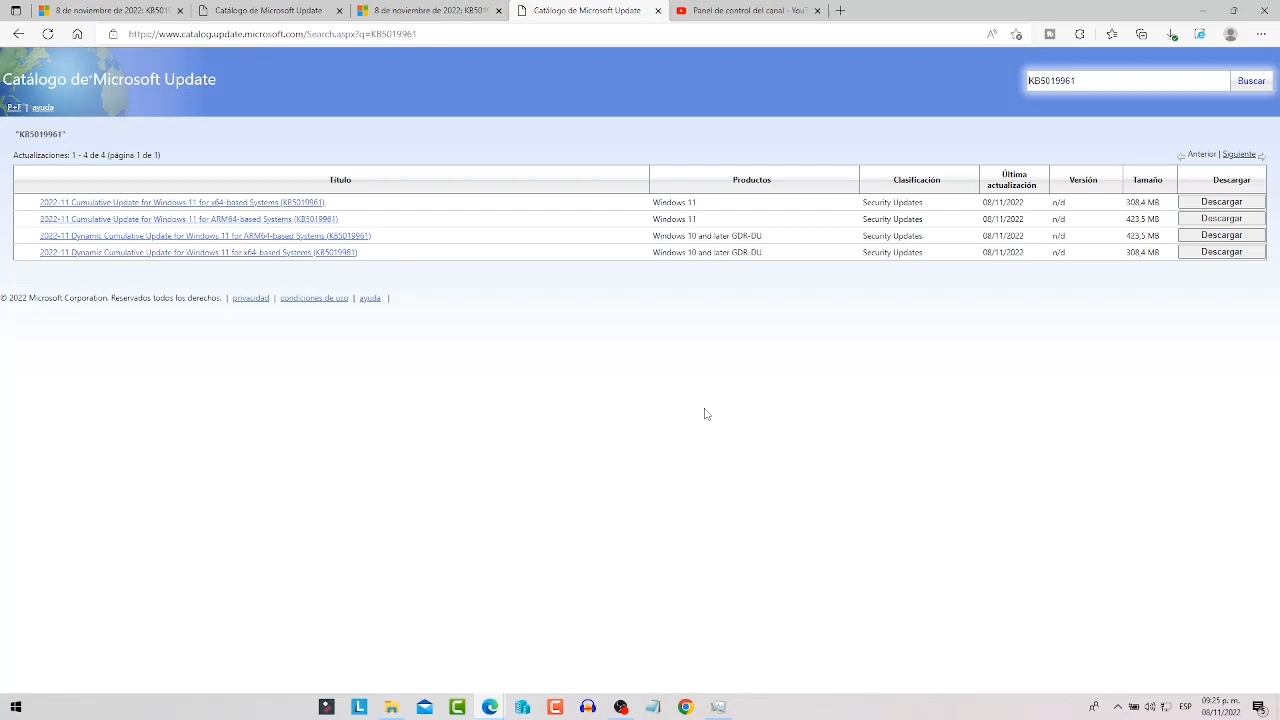 8 de noviembre de 2022: KB501
Catálogo de Microsoft Update
8 de noviembre de 2022: KB501
Catálogo de Microsoft Update
Panel de control del canal - YouT
https://www.catalog.update.microsoft.com/Search.aspx?q=KB5019961
Catálogo de Microsoft Update
KB5019961
Buscar
P+F | ayuda
"KB5019961"
Actualizaciones: 1 - 4 de 4 (página 1 de 1)
Anterior | Siguiente
Título Productos Clasificación Última actualización Versión Tamaño Descargar
2022-11 Cumulative Update for Windows 11 for x64-based Systems (KB5019961) Windows 11 Security Updates 08/11/2022 n/d 308,4 MB Descargar
2022-11 Cumulative Update for Windows 11 for ARM64-based Systems (KB5019961) Windows 11 Security Updates 08/11/2022 n/d 423,5 MB Descargar
2022-11 Dynamic Cumulative Update for Windows 11 for ARM64-based Systems (KB5019961) Windows 10 and later GDR-DU Security Updates 08/11/2022 n/d 423,5 MB Descargar
2022-11 Dynamic Cumulative Update for Windows 11 for x64-based Systems (KB5019961) Windows 10 and later GDR-DU Security Updates 08/11/2022 n/d 308,4 MB Descargar
© 2022 Microsoft Corporation. Reservados todos los derechos. | privacidad | condiciones de uso | ayuda |
ESP
09:25 p. m.
08/11/2022